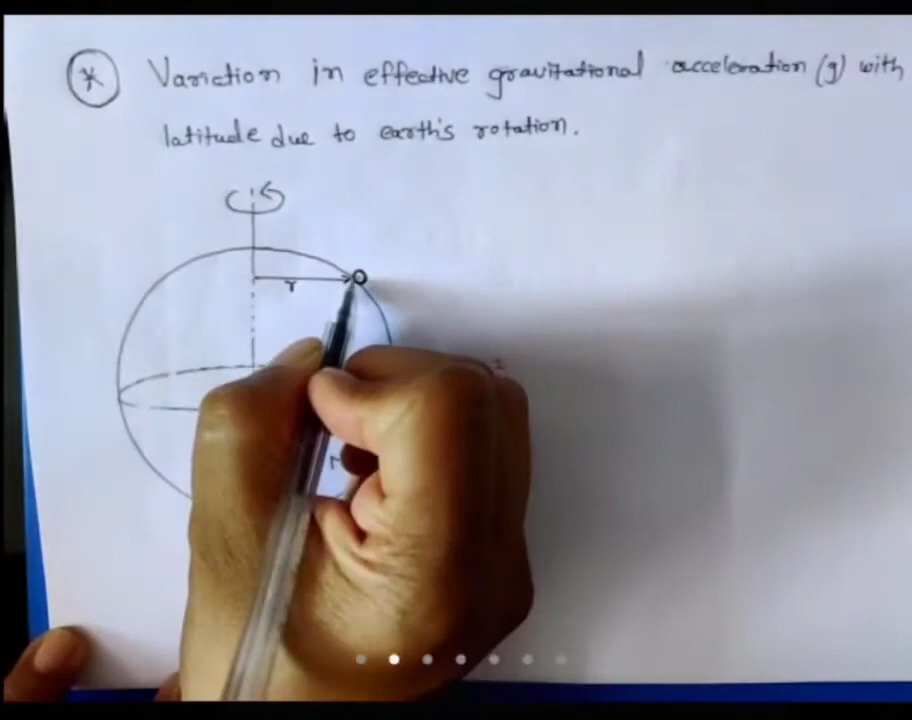 * Variation in effective gravitational acceleration (g) with
latitude due to earth's rotation.
r